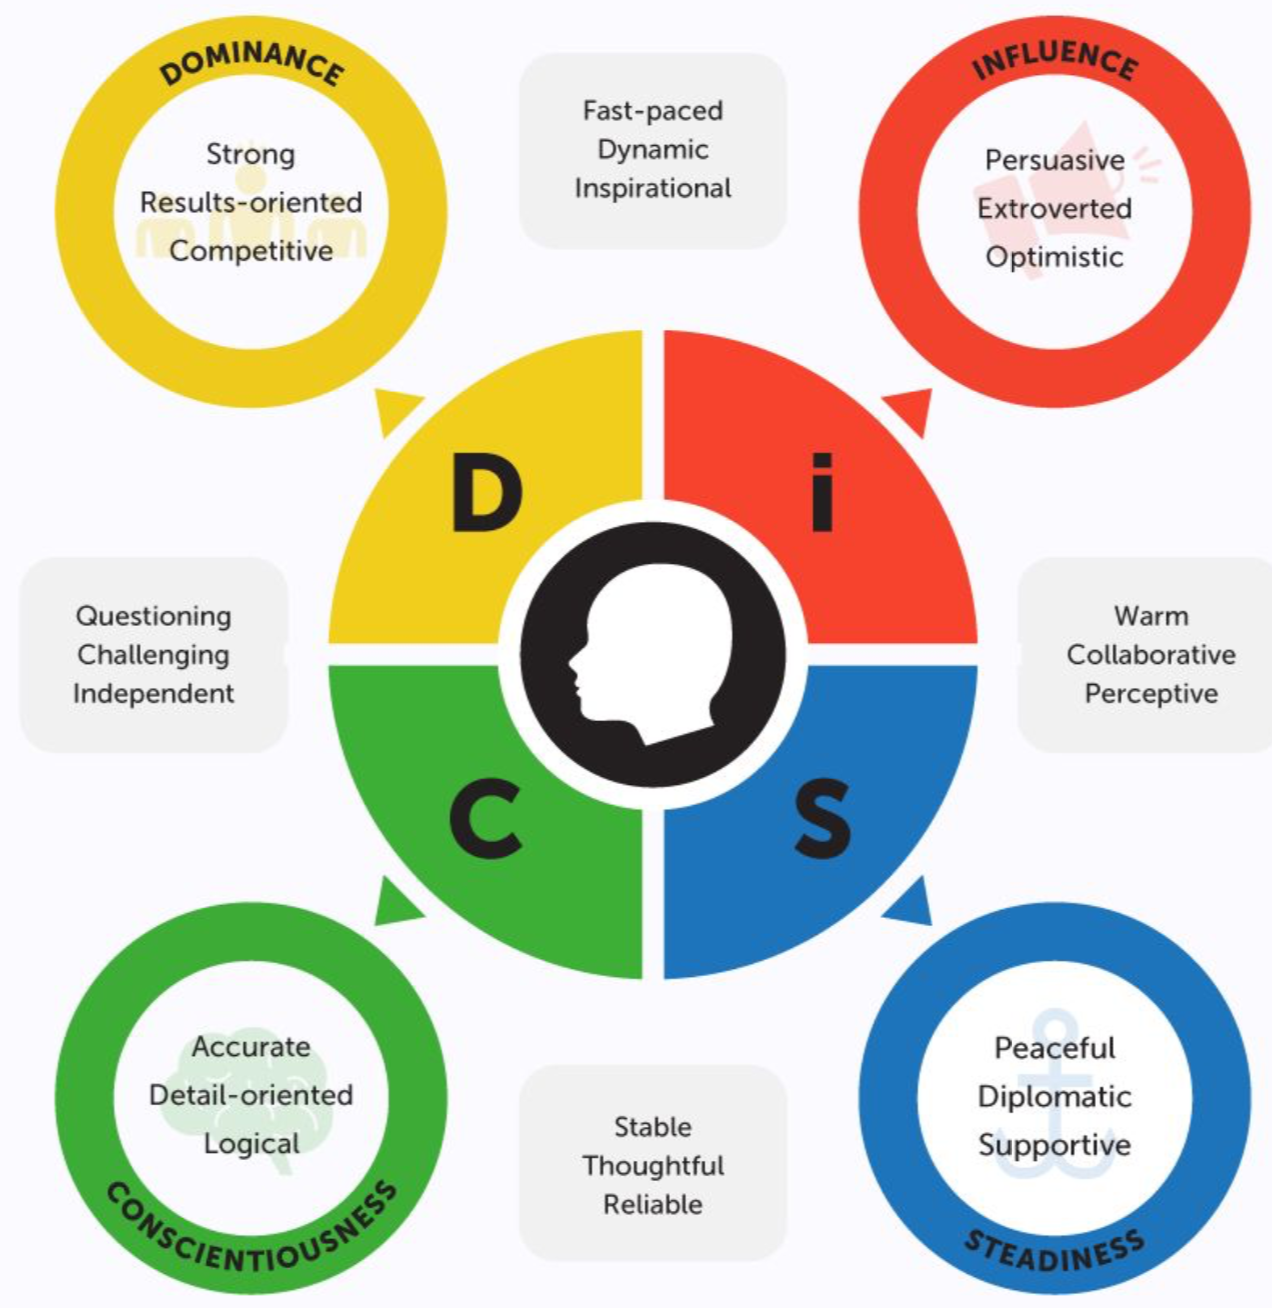 DOMINANCE
Strong
Results-oriented
Competitive
Fast-paced
Dynamic
Inspirational
INFLUENCE
Persuasive
Extroverted
Optimistic
D
i
Questioning
Challenging
Independent
Warm
Collaborative
Perceptive
C
S
Accurate
Detail-oriented
Logical
CONSCIENTIOUSNESS
Stable
Thoughtful
Reliable
Peaceful
Diplomatic
Supportive
STEADINESS